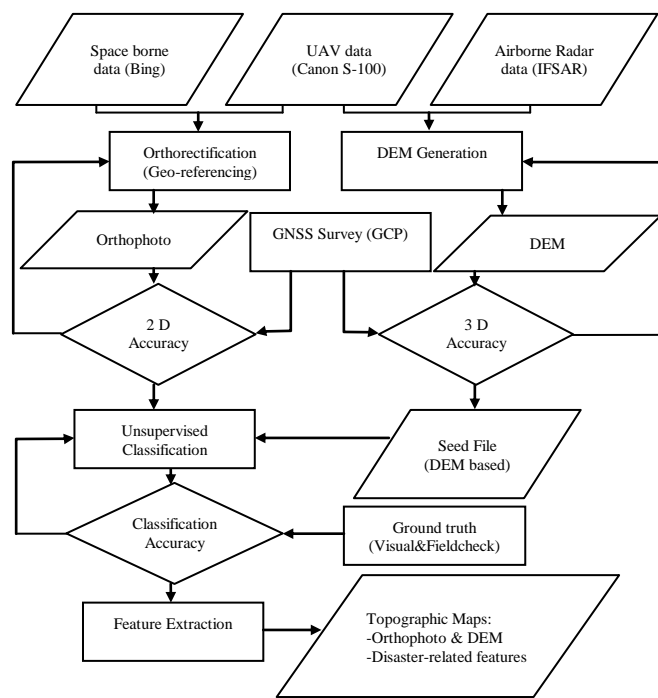 Space borne
data (Bing)
UAV data
(Canon S-100)
Airborne Radar
data (IFSAR)
Orthorectification
(Geo-referencing)
DEM Generation
Orthophoto
GNSS Survey (GCP)
DEM
2 D
Accuracy
3 D
Accuracy
Unsupervised
Classification
Seed File
(DEM based)
Classification
Accuracy
Ground truth
(Visual&Fieldcheck)
Feature Extraction
Topographic Maps:
-Orthophoto & DEM
-Disaster-related features